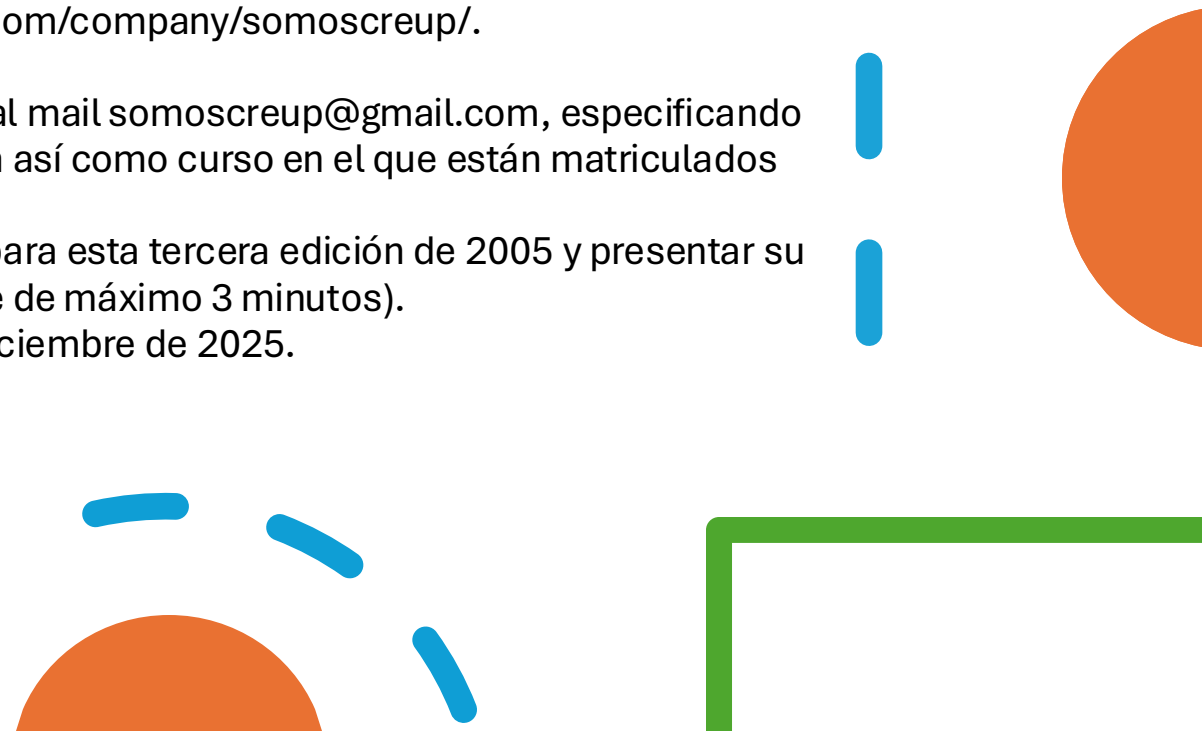 om/company/somoscreup/.
al mail somoscreup@gmail.com, especificando
así como curso en el que están matriculados
para esta tercera edición de 2005 y presentar su
e de máximo 3 minutos).
ciembre de 2025.